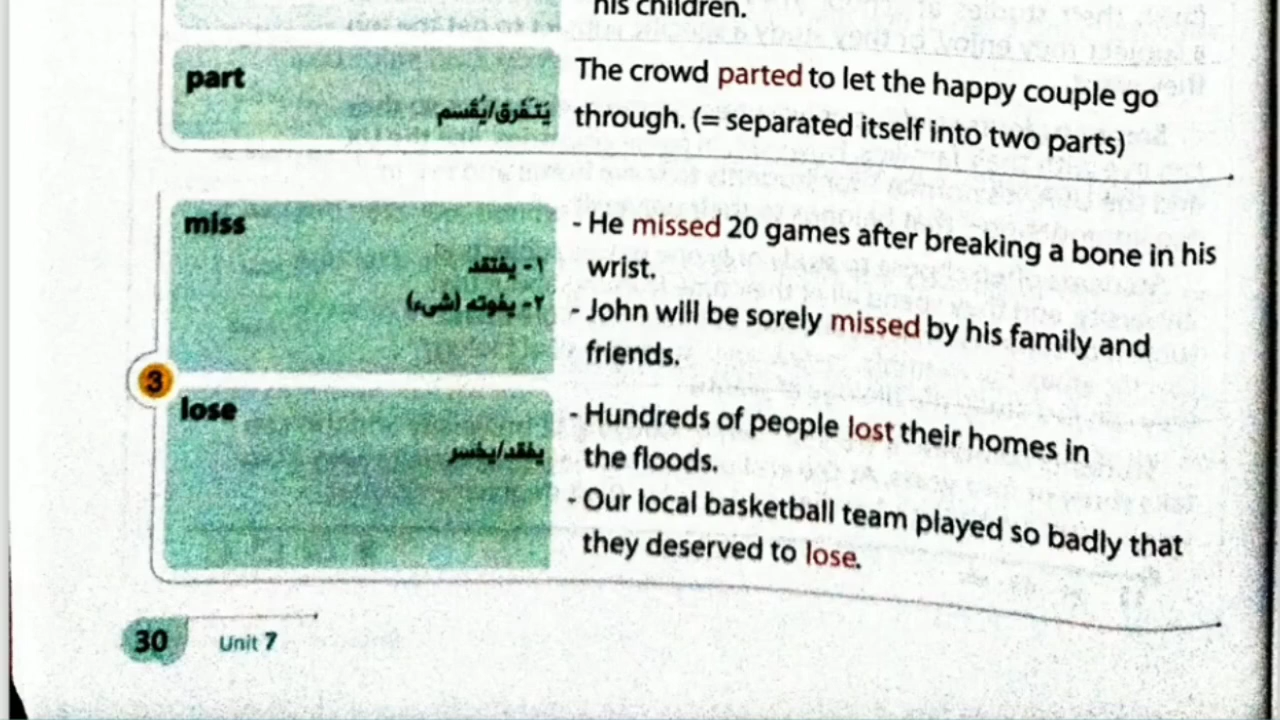 his children.
part
يَتَفَرق/يُقَسم
The crowd parted to let the happy couple go
through. (= separated itself into two parts)
miss
١- يفتقد
٢- يفوته (شيء)
- He missed 20 games after breaking a bone in his
wrist.
- John will be sorely missed by his family and
friends.
3
lose
يفقد/يخسر
- Hundreds of people lost their homes in
the floods.
- Our local basketball team played so badly that
they deserved to lose.
30
Unit 7